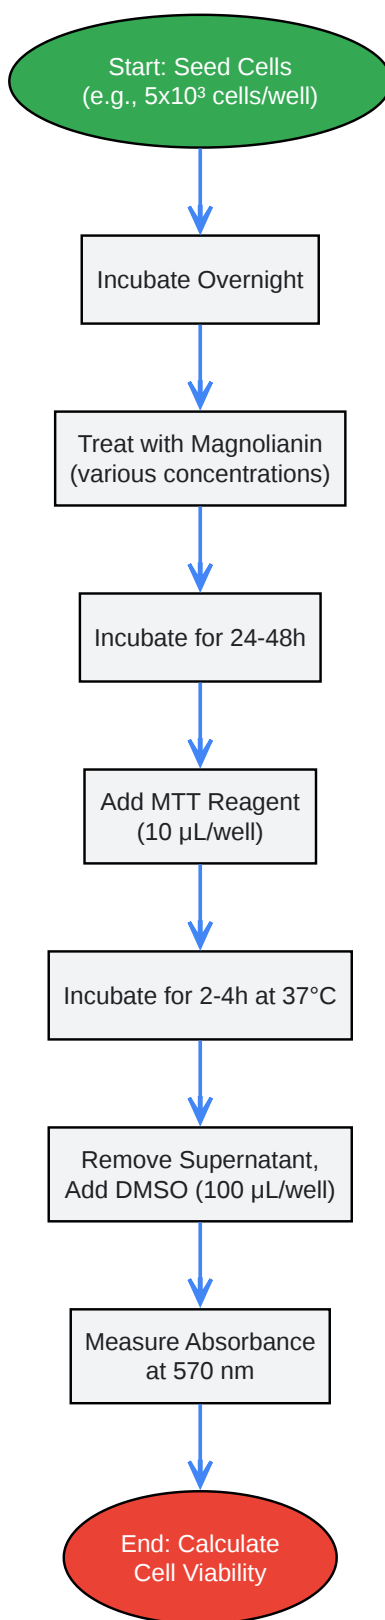 Start: Seed Cells
(e.g., 5x10³ cells/well)
Incubate Overnight
Treat with Magnolianin
(various concentrations)
Incubate for 24-48h
Add MTT Reagent
(10 μL/well)
Incubate for 2-4h at 37°C
Remove Supernatant,
Add DMSO (100 μL/well)
Measure Absorbance
at 570 nm
End: Calculate
Cell Viability